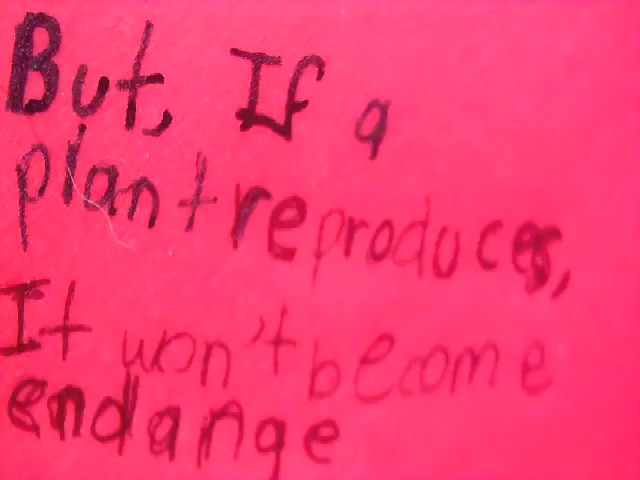 But, If a
plant reproduces,
It won't become
endange